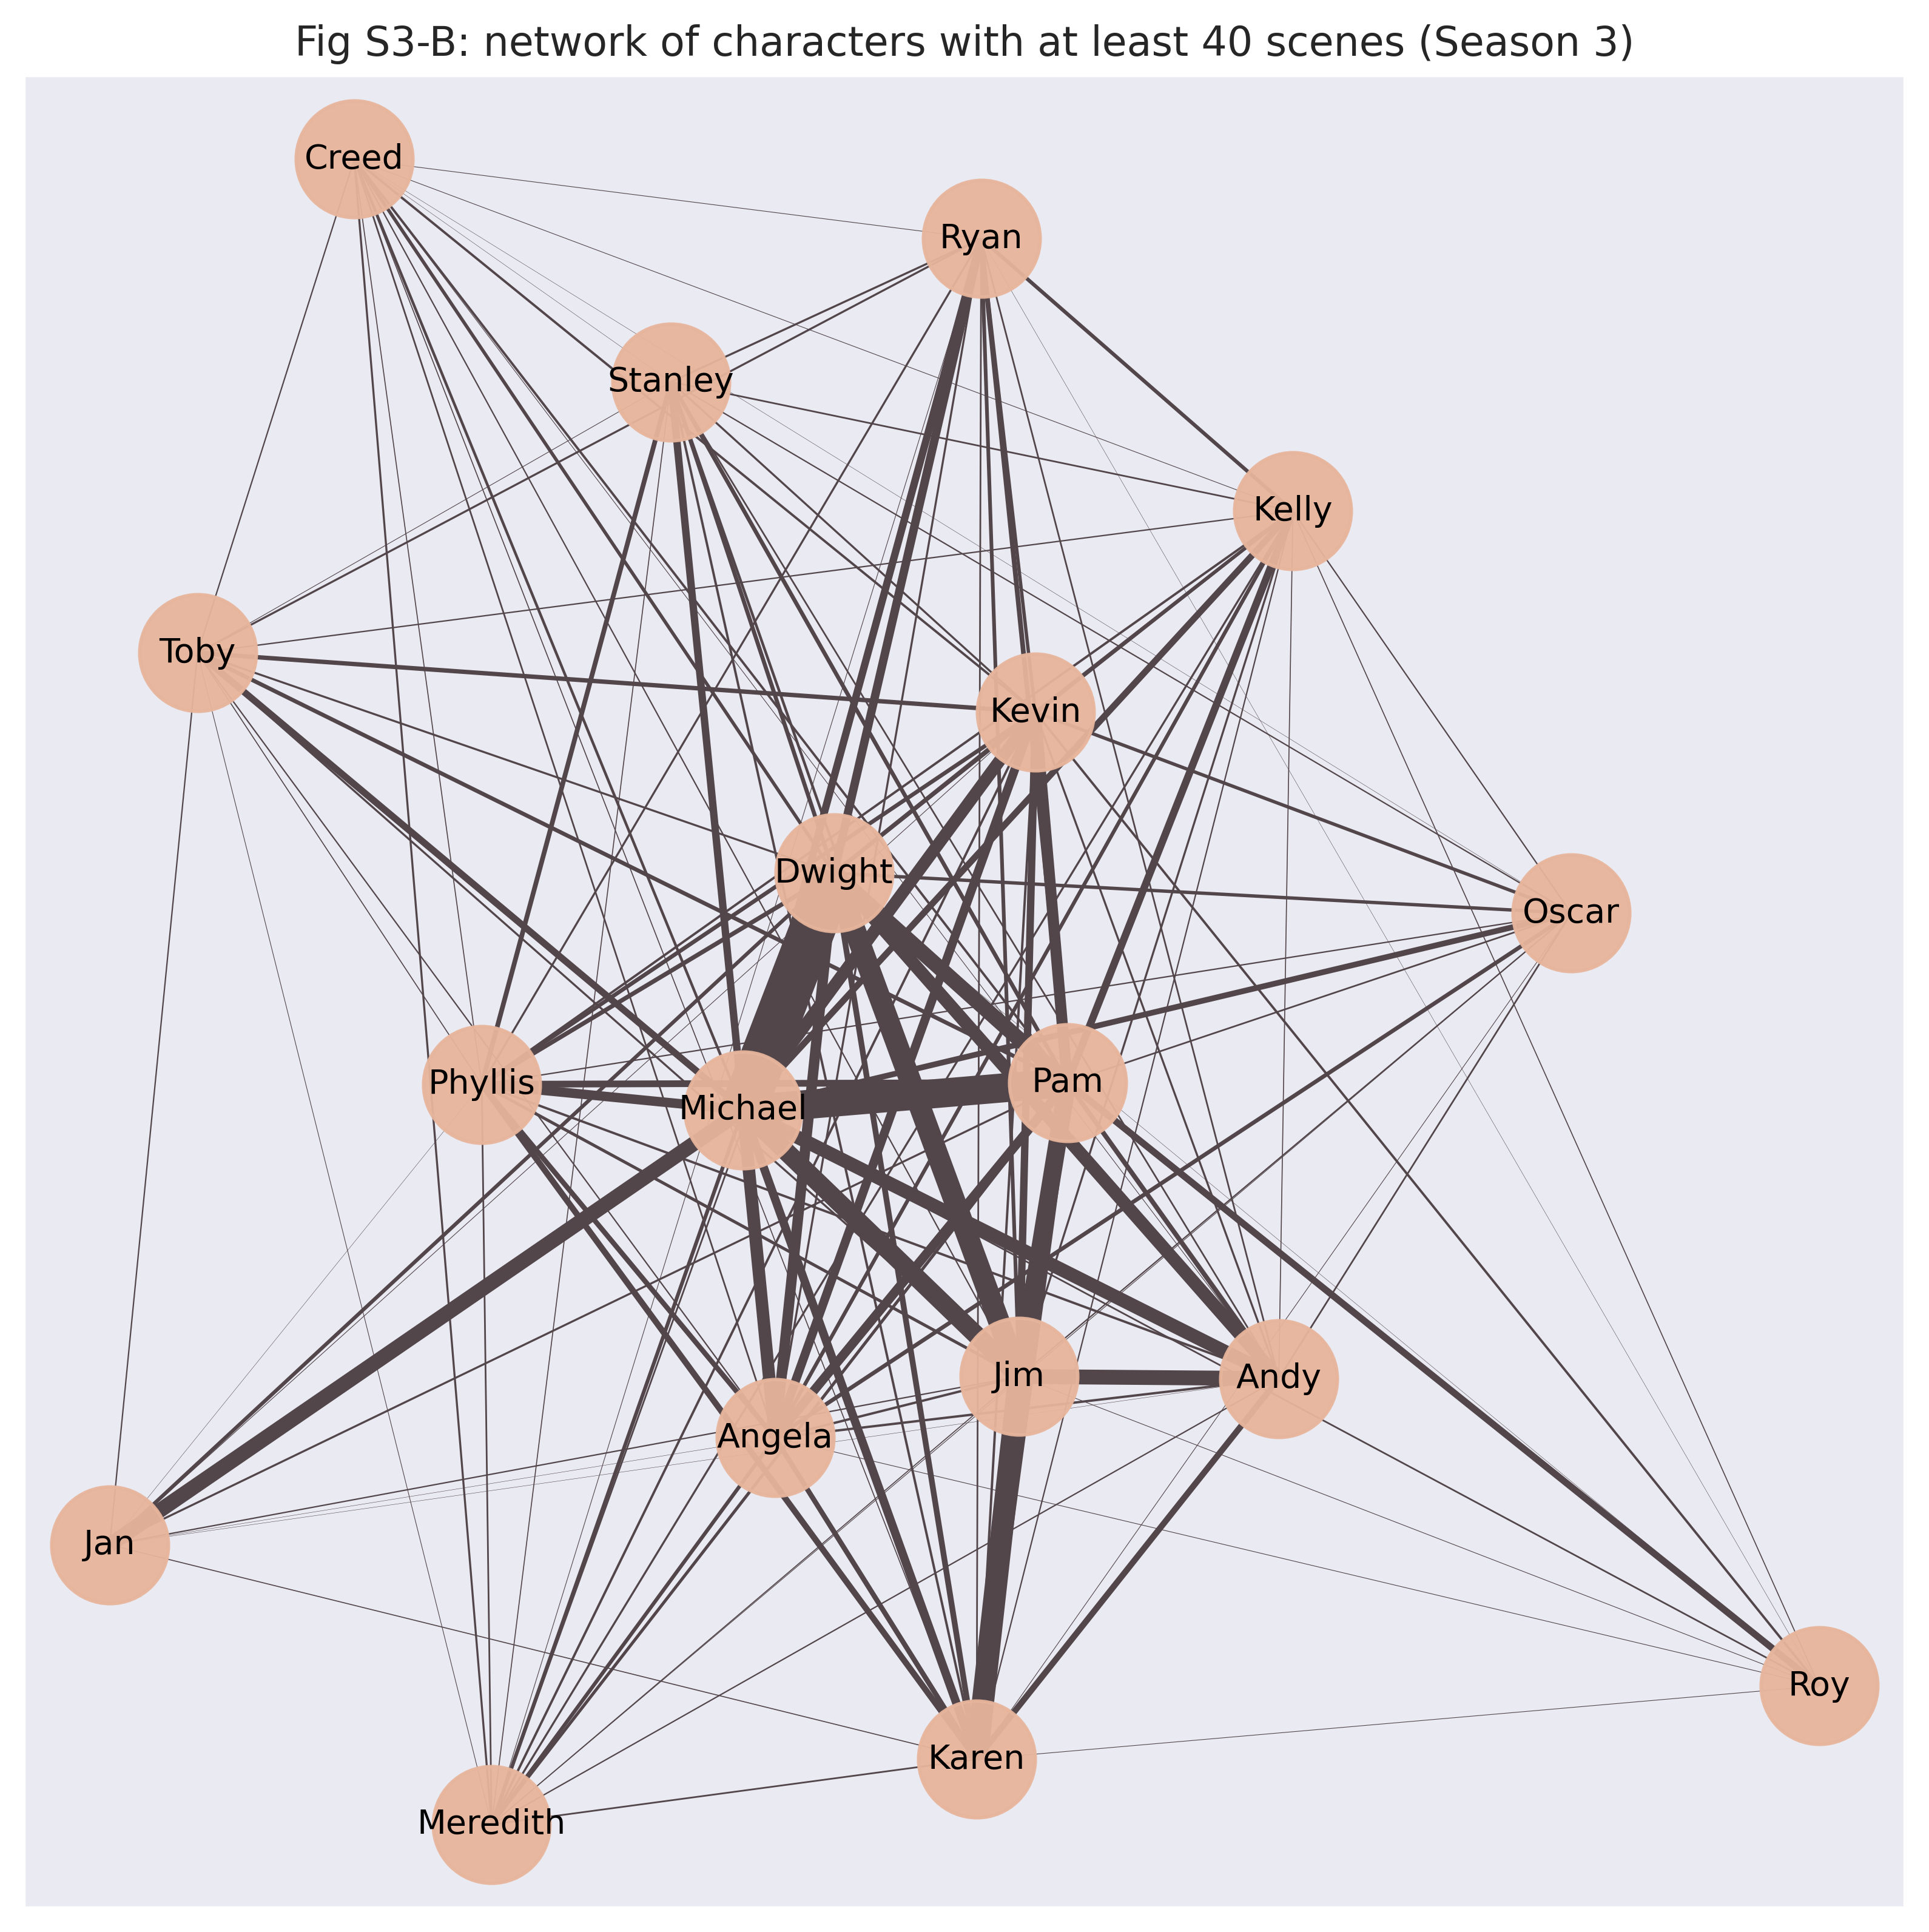 Fig S3-B: network of characters with at least 40 scenes (Season 3)
Creed
Ryan
Stanley
Kelly
Toby
Kevin
Dwight
Oscar
Phyllis
Michael
Pam
Jim
Andy
Angela
Jan
Roy
Karen
Meredith